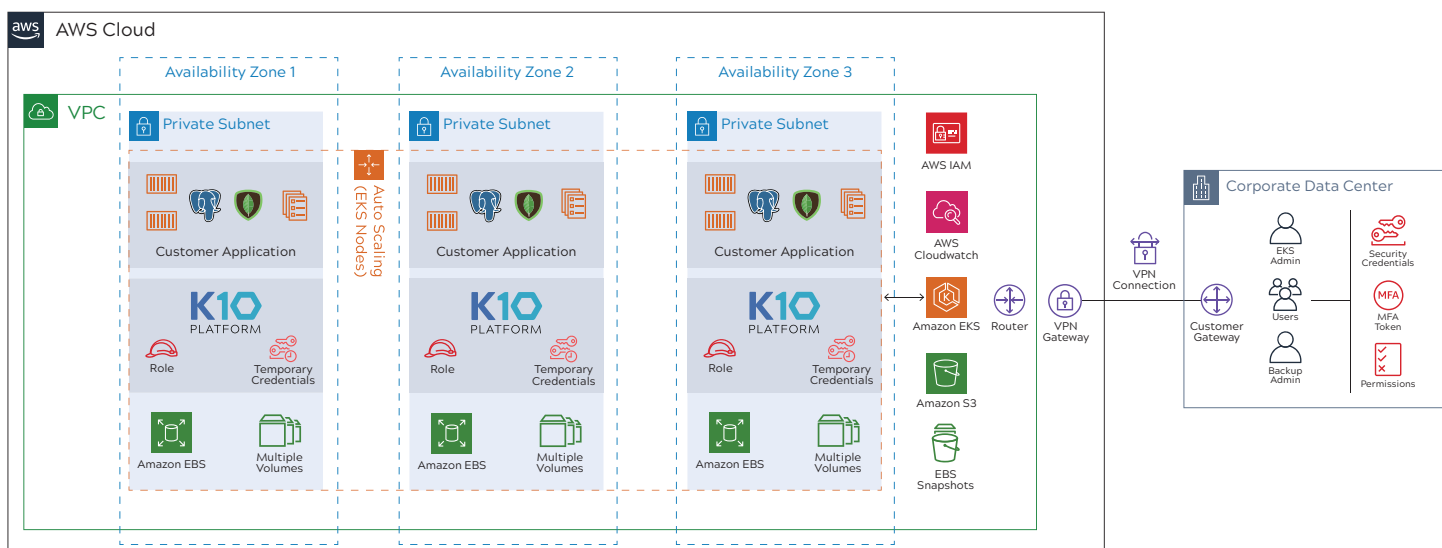 aws
AWS Cloud
Availability Zone 1
Availability Zone 2
Availability Zone 3
VPC
Private Subnet
Private Subnet
Private Subnet
Auto Scaling
(EKS Nodes)
Customer Application
Customer Application
Customer Application
K10
PLATFORM
K10
PLATFORM
K10
PLATFORM
Role
Temporary
Credentials
Role
Temporary
Credentials
Role
Temporary
Credentials
Amazon EBS
Multiple
Volumes
Amazon EBS
Multiple
Volumes
Amazon EBS
Multiple
Volumes
AWS IAM
AWS
Cloudwatch
K
Amazon EKS
Amazon S3
EBS
Snapshots
Router
VPN
Gateway
VPN
Connection
Corporate Data Center
Customer
Gateway
EKS
Admin
Users
Backup
Admin
Security
Credentials
MFA
MFA
Token
Permissions